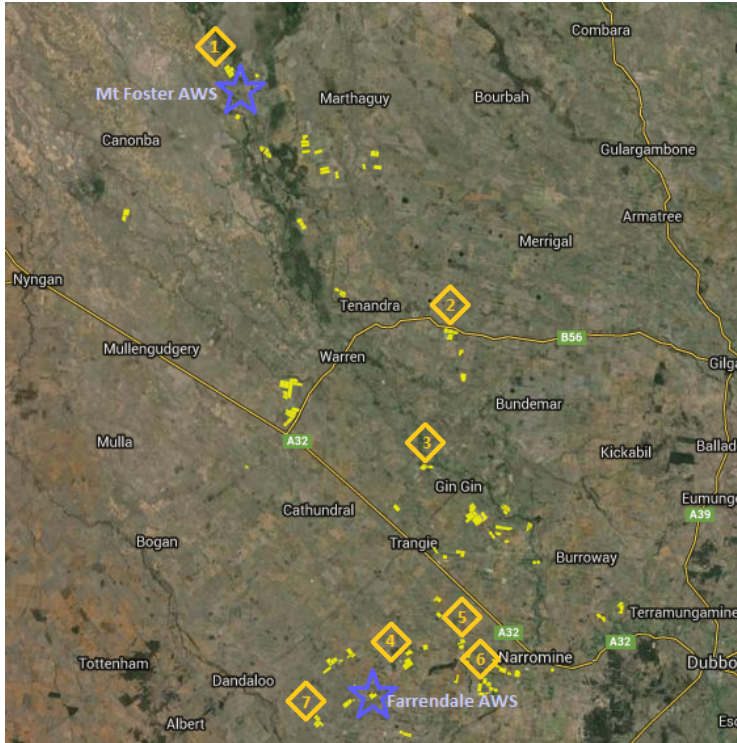 Combara
1
Mt Foster AWS
Marthaguy
Bourbah
Canonba
Gulargambone
Armatree
Merrigal
Nyngan
Tenandra
2
B56
Mullengudgery
Warren
Gilga
Bundemar
Mulla
A32
3
Kickabil
Ballad
Gin Gin
Eumunge
Cathundral
A39
Bogan
Trangie
Burroway
5
Terramungamine
4
A32
A32
6
Narromine
Tottenham
Dubbo
Dandaloo
7
Farrendale AWS
Albert
Esc